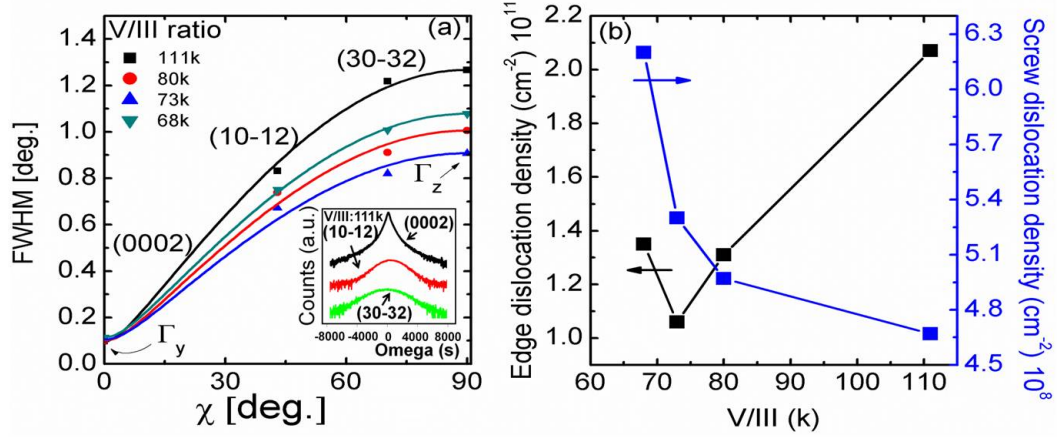 (a)
V/III ratio
111k
80k
73k
68k
(30-32)
(10-12)
(0002)
Γy
Γz
FWHM [deg.]
1.4
1.2
1.0
0.8
0.6
0.4
0.2
0.0
0 30 60 90
χ [deg.]
V/III:111k
(10-12)
(0002)
(30-32)
Counts (a.u.)
-8000 -4000 0 4000 8000
Omega (s)
(b)
Edge dislocation density (cm-2) 10¹¹
2.2
2.0
1.8
1.6
1.4
1.2
1.0
60 70 80 90 100 110
V/III (k)
6.3
6.0
5.7
5.4
5.1
4.8
4.5
Screw dislocation density (cm-2) 10⁸